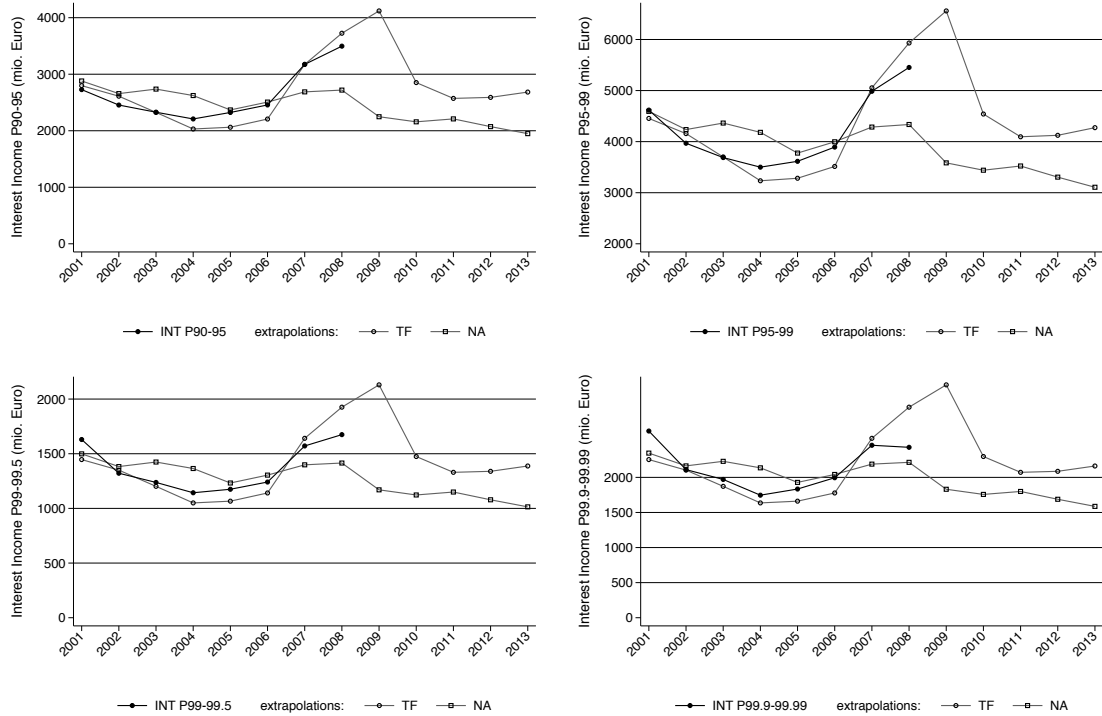 Interest Income P90-95 (mio. Euro)
4000
3000
2000
1000
0
2001 2002 2003 2004 2005 2006 2007 2008 2009 2010 2011 2012 2013
INT P90-95 extrapolations: TF NA
Interest Income P95-99 (mio. Euro)
6000
5000
4000
3000
2000
2001 2002 2003 2004 2005 2006 2007 2008 2009 2010 2011 2012 2013
INT P95-99 extrapolations: TF NA
Interest Income P99-99.5 (mio. Euro)
2000
1500
1000
500
0
2001 2002 2003 2004 2005 2006 2007 2008 2009 2010 2011 2012 2013
INT P99-99.5 extrapolations: TF NA
Interest Income P99.9-99.99 (mio. Euro)
2000
1500
1000
500
0
2001 2002 2003 2004 2005 2006 2007 2008 2009 2010 2011 2012 2013
INT P99.9-99.99 extrapolations: TF NA